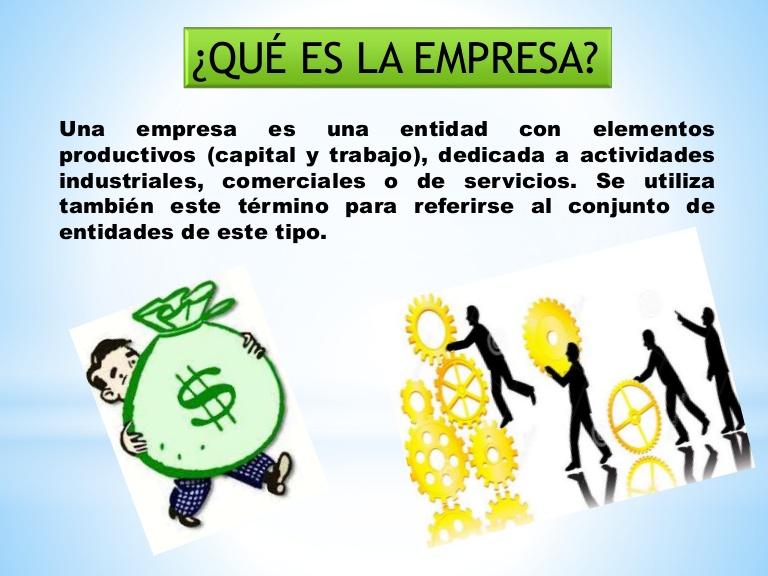 ¿QUÉ ES LA EMPRESA?
Una empresa es una entidad con elementos
productivos (capital y trabajo), dedicada a actividades
industriales, comerciales o de servicios. Se utiliza
también este término para referirse al conjunto de
entidades de este tipo.
$